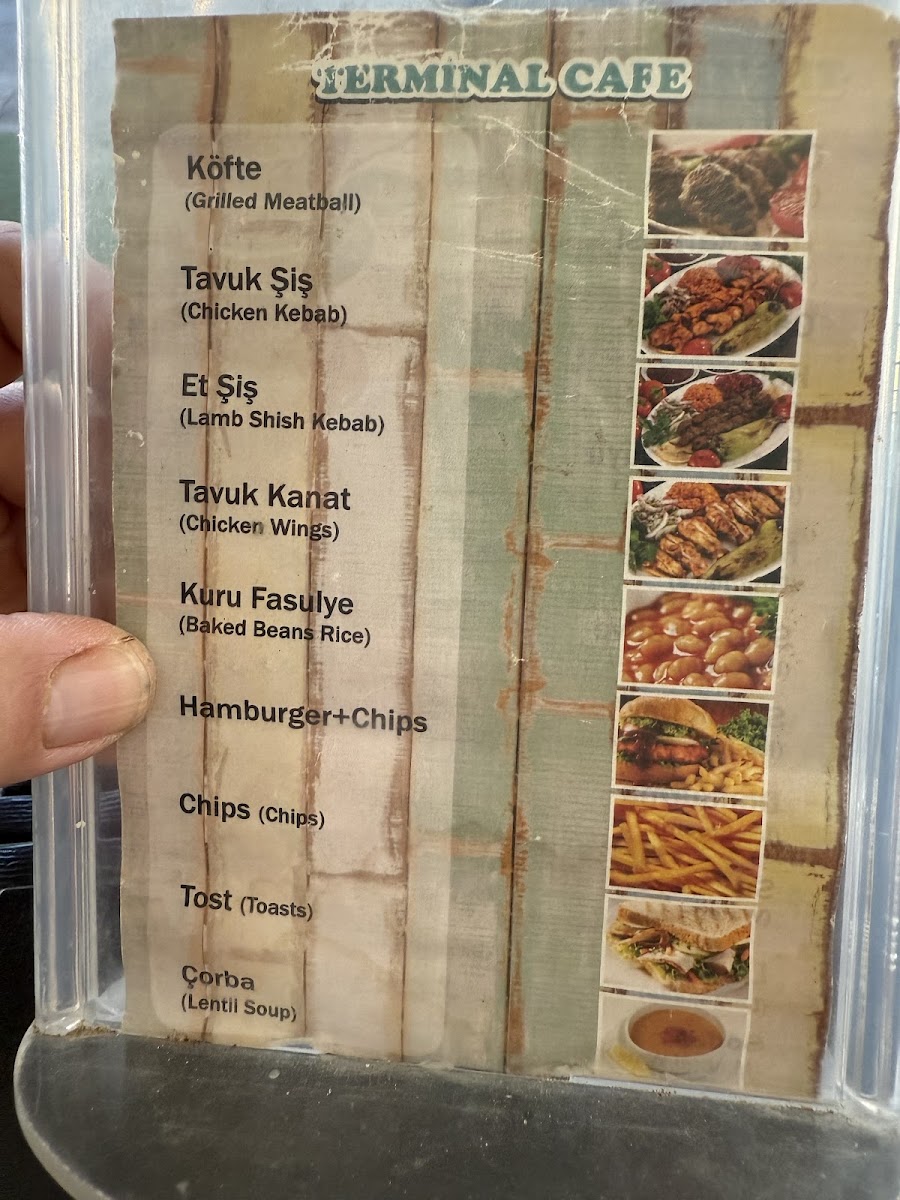 TERMINAL CAFE
Köfte
(Grilled Meatball)
Tavuk Şiş
(Chicken Kebab)
Et Şiş
(Lamb Shish Kebab)
Tavuk Kanat
(Chicken Wings)
Kuru Fasulye
(Baked Beans Rice)
Hamburger+Chips
Chips (Chips)
Tost (Toasts)
Çorba
(Lentil Soup)